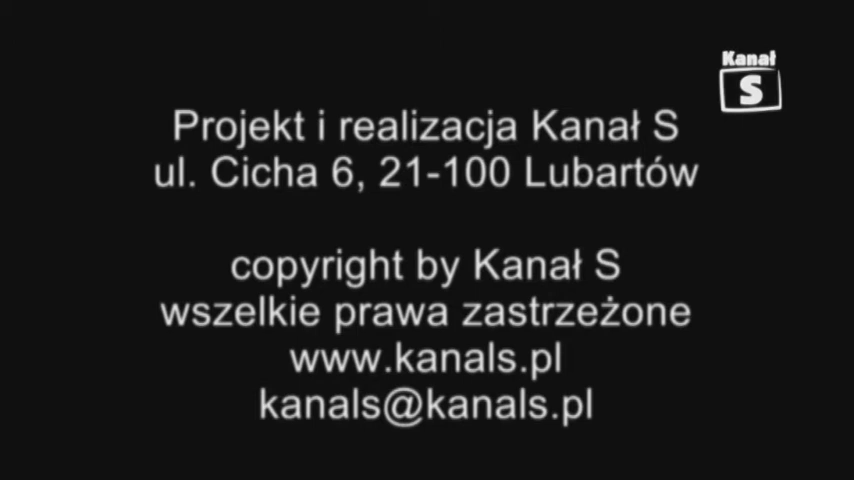 Kanał
S
Projekt i realizacja Kanał S
ul. Cicha 6, 21-100 Lubartów
copyright by Kanał S
wszelkie prawa zastrzeżone
www.kanals.pl
kanals@kanals.pl